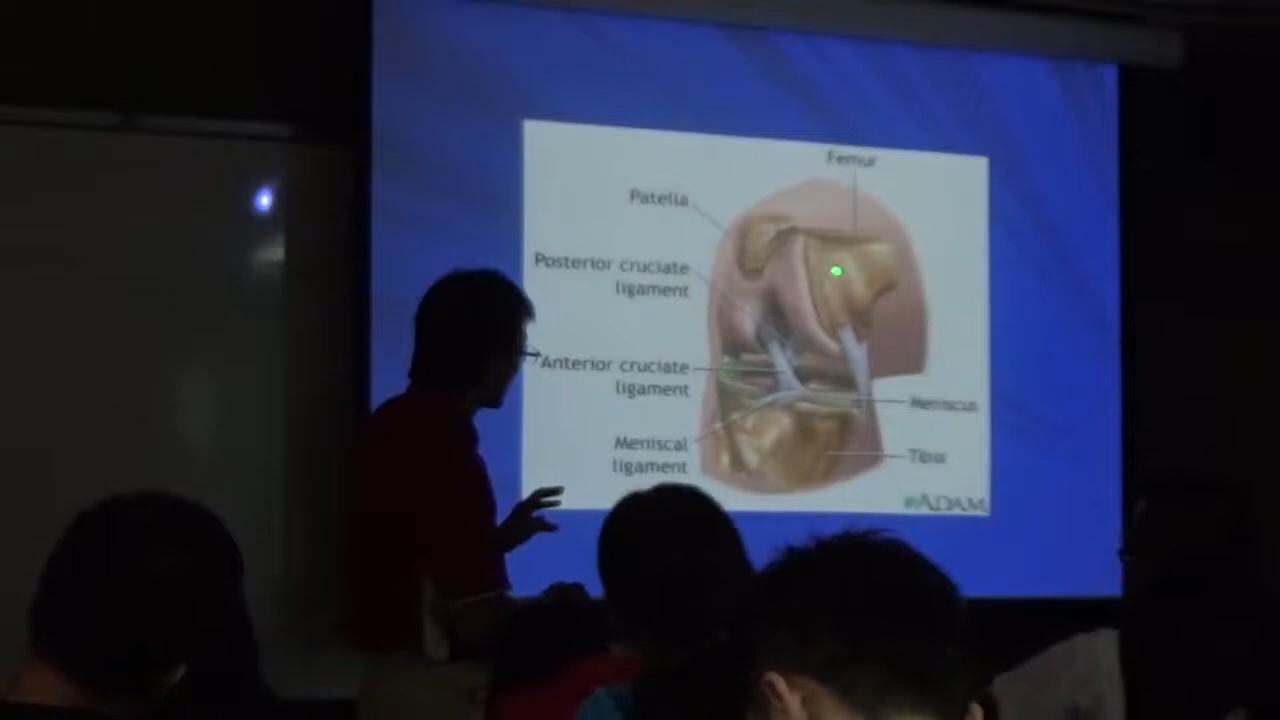 Femur
Patella
Posterior cruciate
ligament
Anterior cruciate
ligament
Meniscus
Meniscal
ligament
Tibia
ADAM